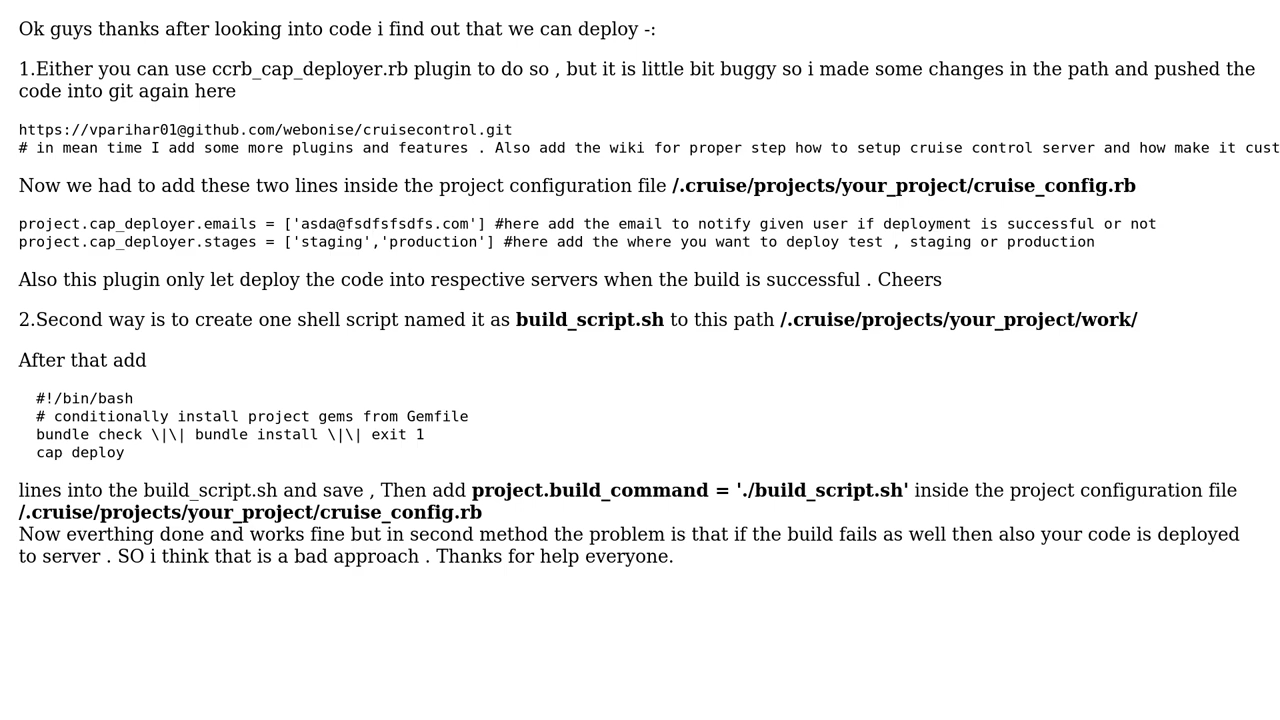 Ok guys thanks after looking into code i find out that we can deploy -:
1.Either you can use ccrb_cap_deployer.rb plugin to do so , but it is little bit buggy so i made some changes in the path and pushed the
code into git again here
https://vparihar01@github.com/webonise/cruisecontrol.git
# in mean time I add some more plugins and features . Also add the wiki for proper step how to setup cruise control server and how make it cust
Now we had to add these two lines inside the project configuration file /.cruise/projects/your_project/cruise_config.rb
project.cap_deployer.emails = ['asda@fsdfsfsdfs.com'] #here add the email to notify given user if deployment is successful or not
project.cap_deployer.stages = ['staging','production'] #here add the where you want to deploy test , staging or production
Also this plugin only let deploy the code into respective servers when the build is successful . Cheers
2.Second way is to create one shell script named it as build_script.sh to this path /.cruise/projects/your_project/work/
After that add
#!/bin/bash
# conditionally install project gems from Gemfile
bundle check \|\| bundle install \|\| exit 1
cap deploy
lines into the build_script.sh and save , Then add project.build_command = './build_script.sh' inside the project configuration file
/.cruise/projects/your_project/cruise_config.rb
Now everthing done and works fine but in second method the problem is that if the build fails as well then also your code is deployed
to server . SO i think that is a bad approach . Thanks for help everyone.